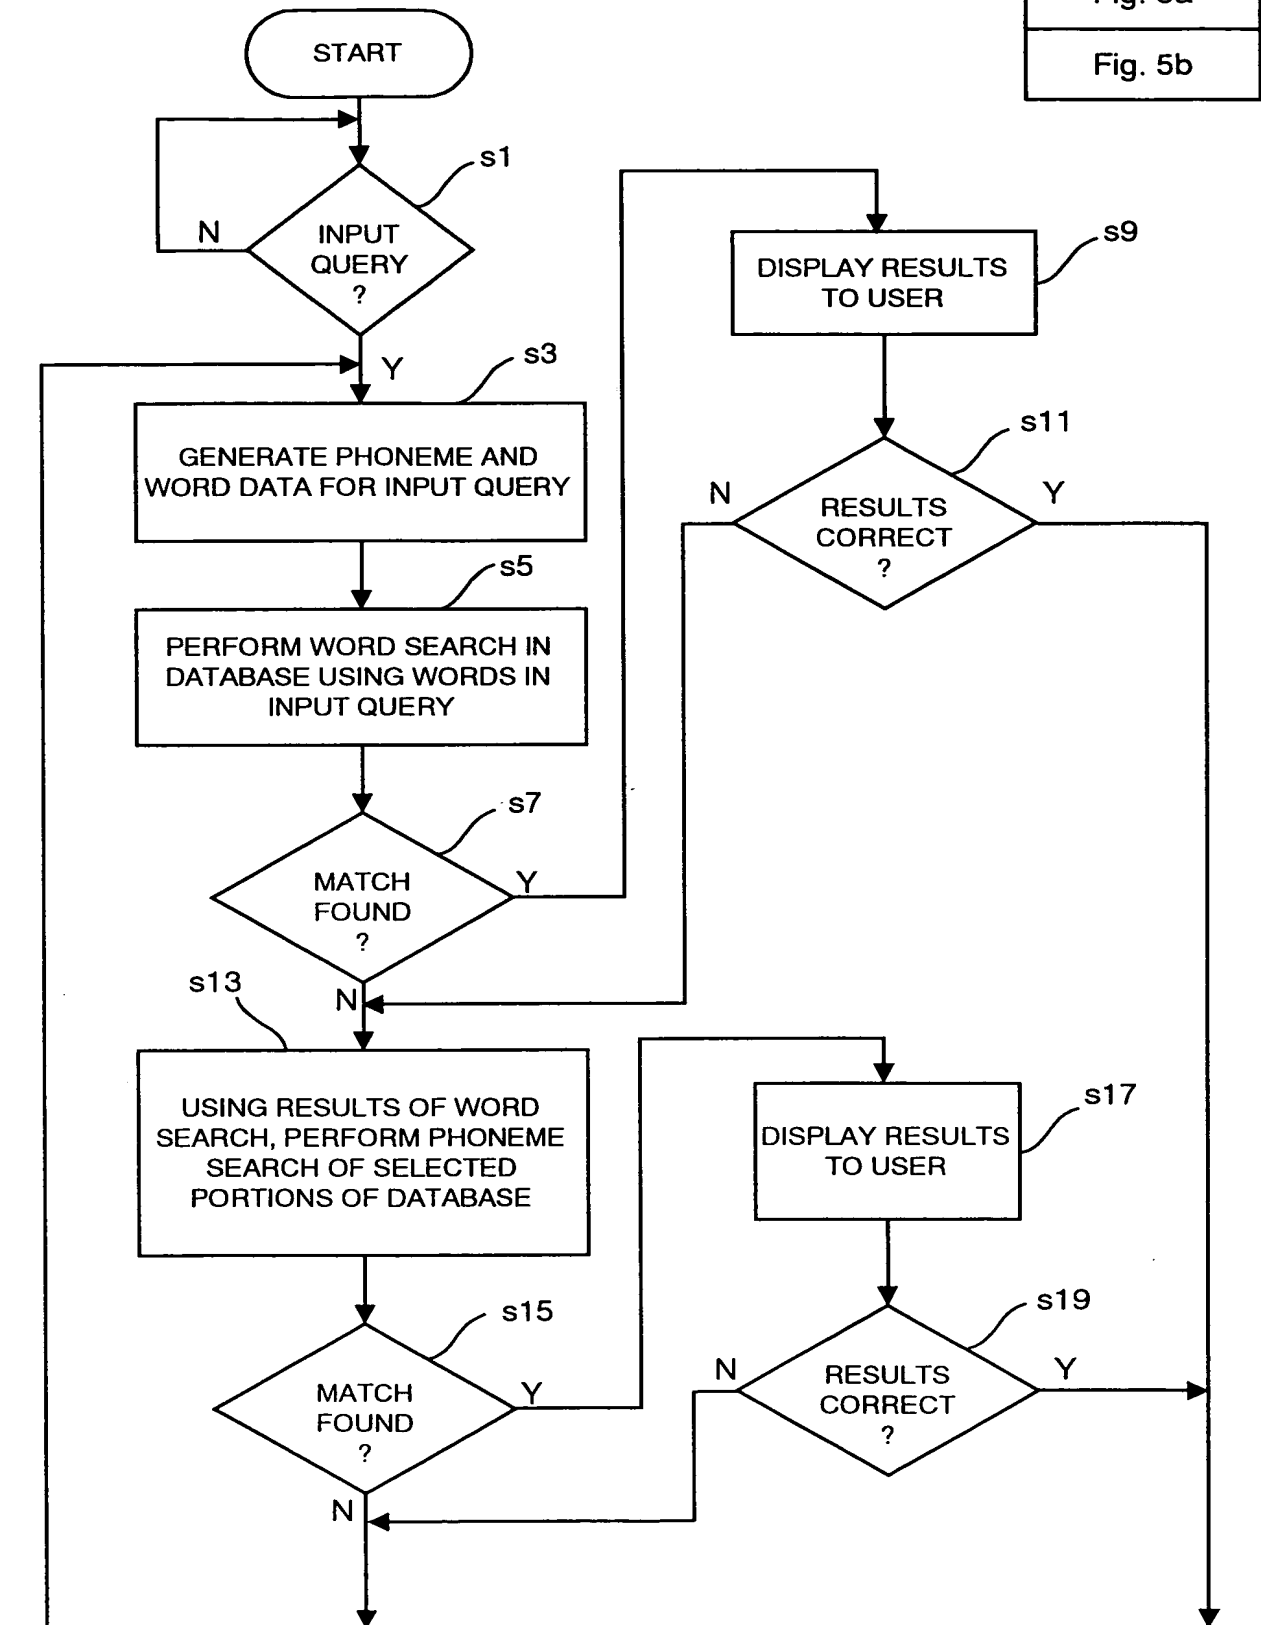 START
Fig. 5b
s1
N
INPUT
QUERY
?
s9
DISPLAY RESULTS
TO USER
Y
s3
GENERATE PHONEME AND
WORD DATA FOR INPUT QUERY
s11
N
Y
RESULTS
CORRECT
?
s5
PERFORM WORD SEARCH IN
DATABASE USING WORDS IN
INPUT QUERY
s7
MATCH
FOUND
?
Y
s13
N
USING RESULTS OF WORD
SEARCH, PERFORM PHONEME
SEARCH OF SELECTED
PORTIONS OF DATABASE
s17
DISPLAY RESULTS
TO USER
s15
MATCH
FOUND
?
Y
s19
N
Y
RESULTS
CORRECT
?
N